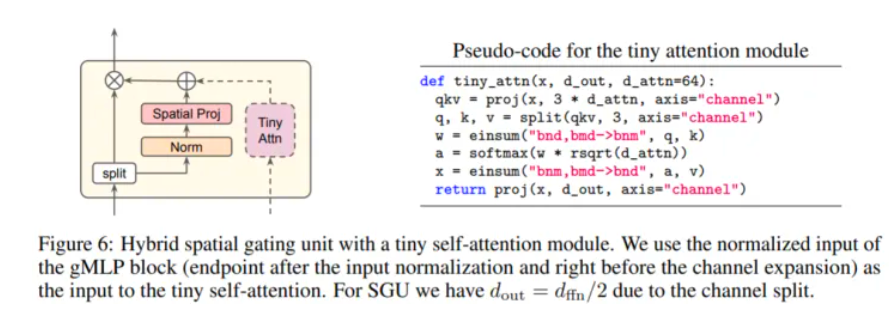 Spatial Proj
Norm
Tiny
Attn
split
Pseudo-code for the tiny attention module
def tiny_attn(x, d_out, d_attn=64):
qkv = proj(x, 3 * d_attn, axis="channel")
q, k, v = split(qkv, 3, axis="channel")
w = einsum("bnd,bmd->bnm", q, k)
a = softmax(w * rsqrt(d_attn))
x = einsum("bnm,bmd->bnd", a, v)
return proj(x, d_out, axis="channel")
Figure 6: Hybrid spatial gating unit with a tiny self-attention module. We use the normalized input of
the gMLP block (endpoint after the input normalization and right before the channel expansion) as
the input to the tiny self-attention. For SGU we have d_out = d_ffn/2 due to the channel split.